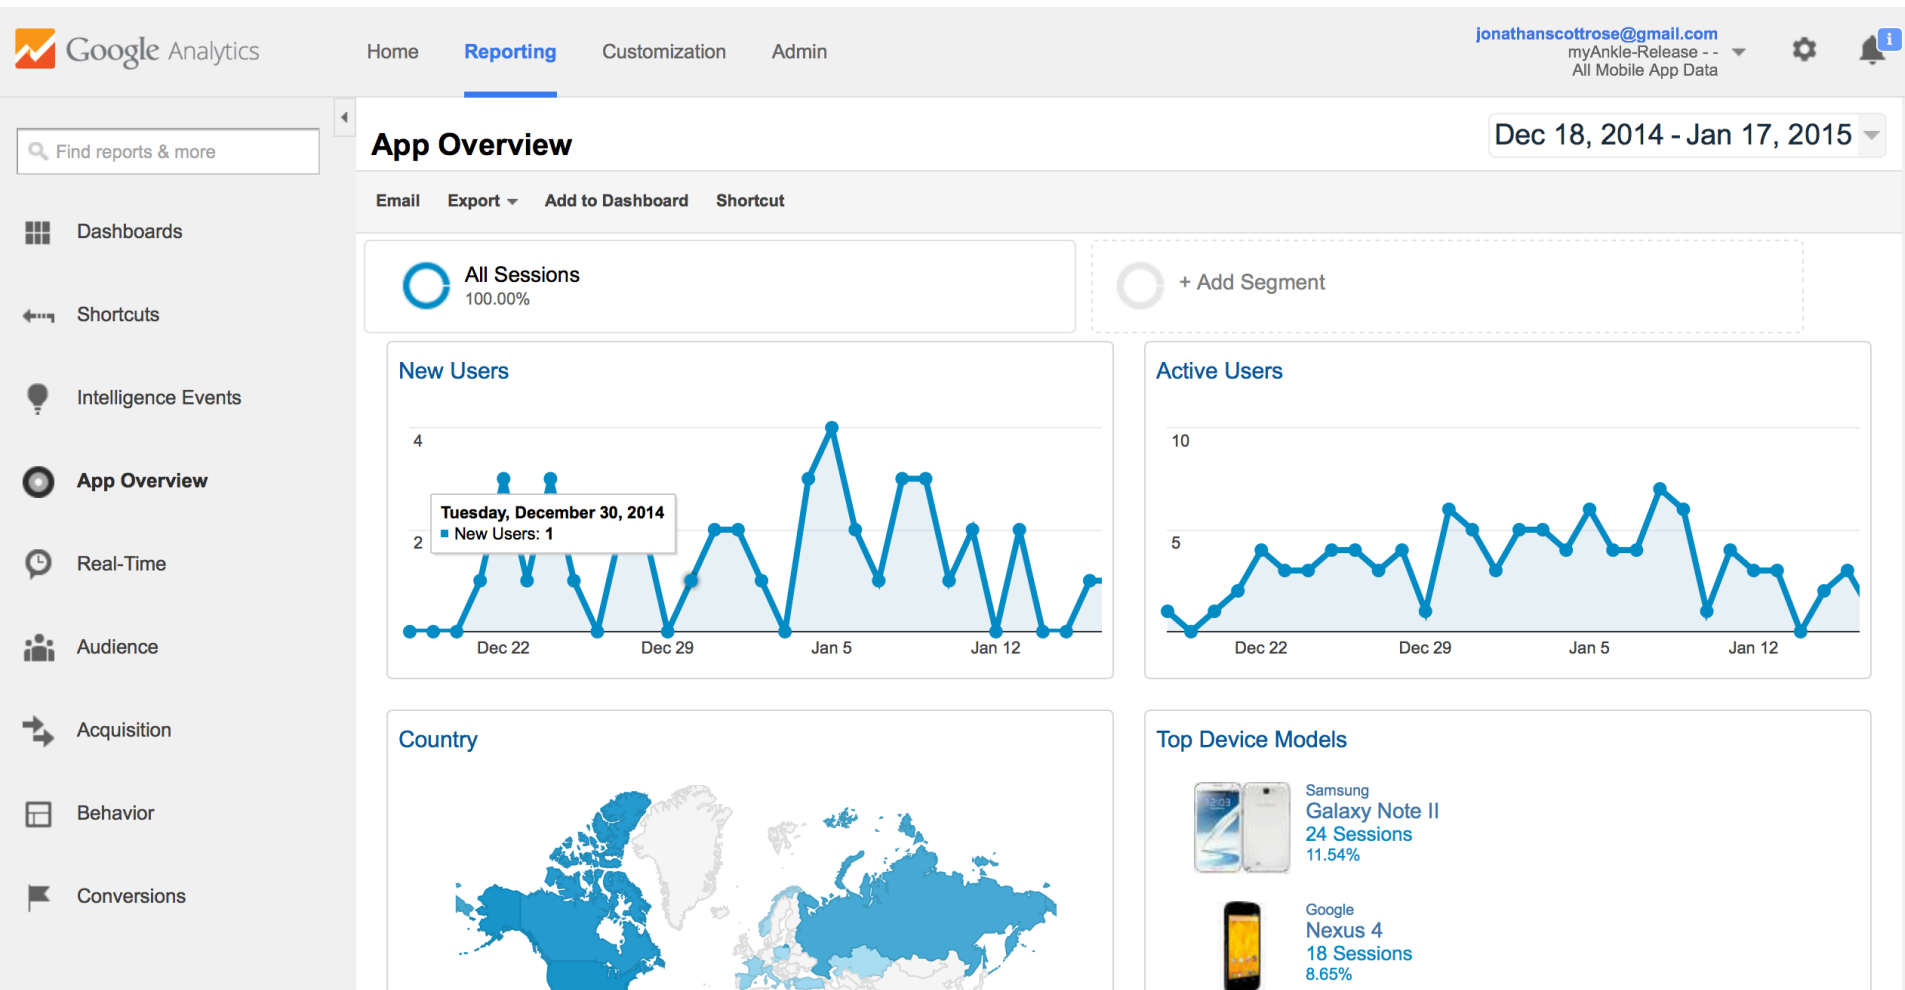 Google Analytics
Home
Reporting
Customization
Admin
jonathanscottrose@gmail.com
myAnkle-Release - -
All Mobile App Data
i
Find reports & more
Dashboards
Shortcuts
Intelligence Events
App Overview
Real-Time
Audience
Acquisition
Behavior
Conversions
App Overview
Dec 18, 2014 - Jan 17, 2015
Email
Export
Add to Dashboard
Shortcut
All Sessions
100.00%
+ Add Segment
New Users
4
2
Tuesday, December 30, 2014
New Users: 1
Dec 22
Dec 29
Jan 5
Jan 12
Active Users
10
5
Dec 22
Dec 29
Jan 5
Jan 12
Country
Top Device Models
12:03
Samsung
Galaxy Note II
24 Sessions
11.54%
Google
Nexus 4
18 Sessions
8.65%